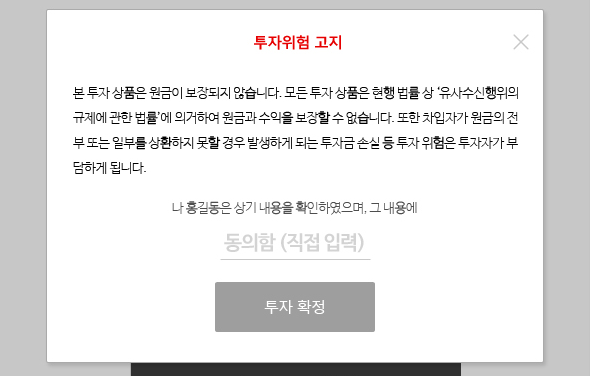 투자위험 고지
본 투자 상품은 원금이 보장되지 않습니다. 모든 투자 상품은 현행 법률 상 '유사수신행위의
규제에 관한 법률'에 의거하여 원금과 수익을 보장할 수 없습니다. 또한 차입자가 원금의 전
부 또는 일부를 상환하지 못할 경우 발생하게 되는 투자금 손실 등 투자 위험은 투자자가 부
담하게 됩니다.
나 홍길동은 상기 내용을 확인하였으며, 그 내용에
동의함 (직접 입력)
투자 확정